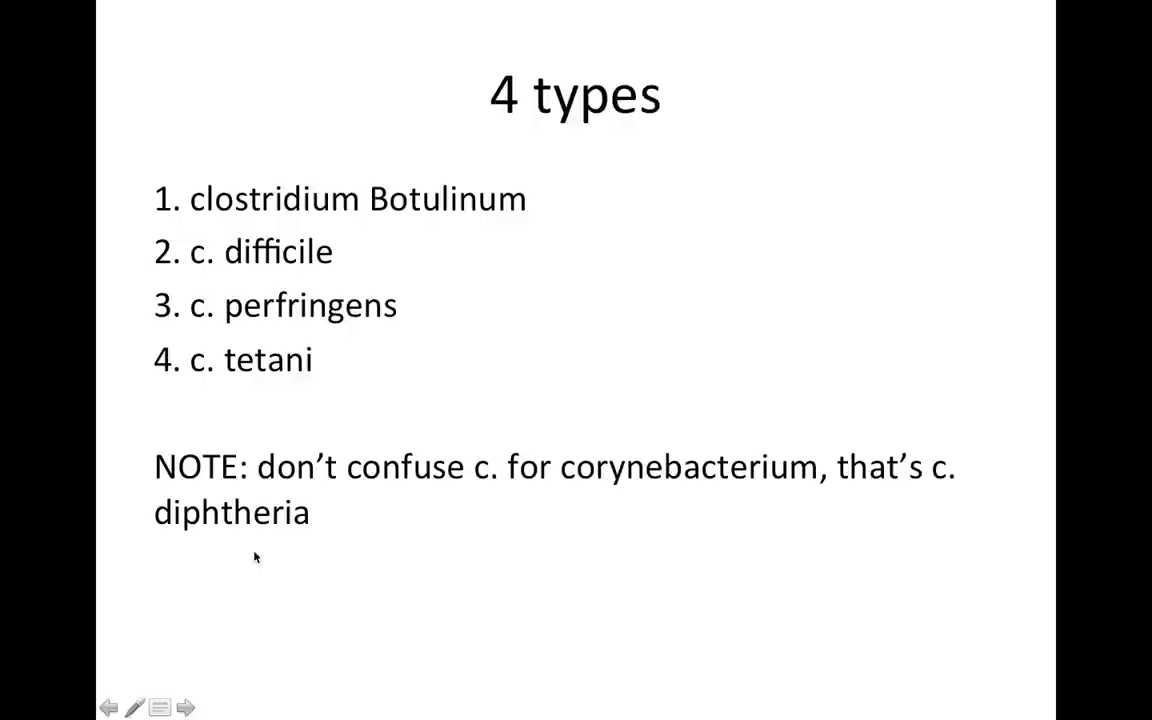 4 types
1. clostridium Botulinum
2. c. difficile
3. c. perfringens
4. c. tetani
NOTE: don’t confuse c. for corynebacterium, that’s c.
diphtheria